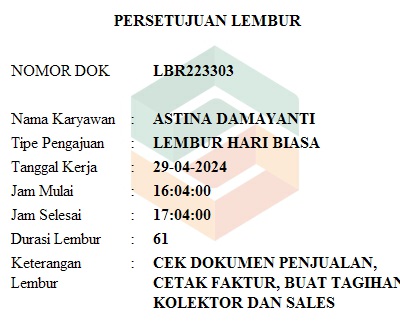 PERSETUJUAN LEMBUR
NOMOR DOK LBR223303
Nama Karyawan : ASTINA DAMAYANTI
Tipe Pengajuan : LEMBUR HARI BIASA
Tanggal Kerja : 29-04-2024
Jam Mulai : 16:04:00
Jam Selesai : 17:04:00
Durasi Lembur : 61
Keterangan : CEK DOKUMEN PENJUALAN,
Lembur CETAK FAKTUR, BUAT TAGIHAN
KOLEKTOR DAN SALES